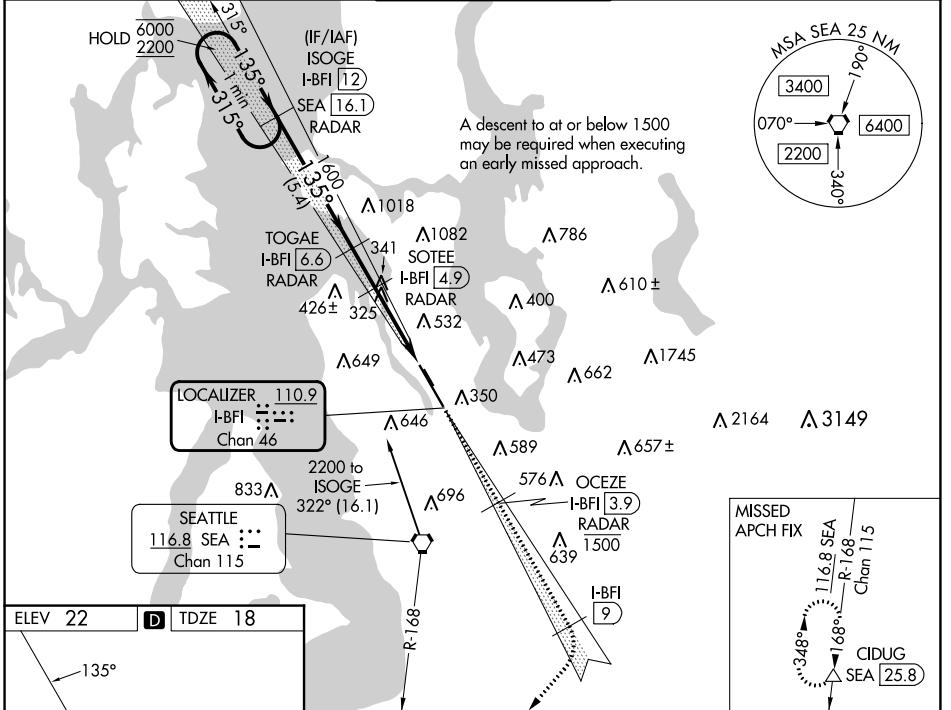 315°
HOLD 6000
2200
135°
1 min
315°
(IF/IAF)
ISOGE
I-BFI 12
SEA 16.1
RADAR
MSA SEA 25 NM
190°
3400
070°
6400
2200
340°
A descent to at or below 1500
may be required when executing
an early missed approach.
1600
135°
(5.4)
1018
TOGAE
I-BFI 6.6
RADAR
341
1082
786
SOTEE
I-BFI 4.9
RADAR
426±
325
400
610±
532
649
473
662
1745
LOCALIZER 110.9
I-BFI
Chan 46
350
646
2164
3149
589
657±
2200 to
ISOGE
322° (16.1)
833
696
576
OCEZE
I-BFI 3.9
RADAR
1500
639
SEATTLE
116.8 SEA
Chan 115
R-168
I-BFI
9
MISSED
APCH FIX
116.8 SEA
R-168
Chan 115
348°
168°
CIDUG
SEA 25.8
ELEV 22
D
TDZE 18
135°